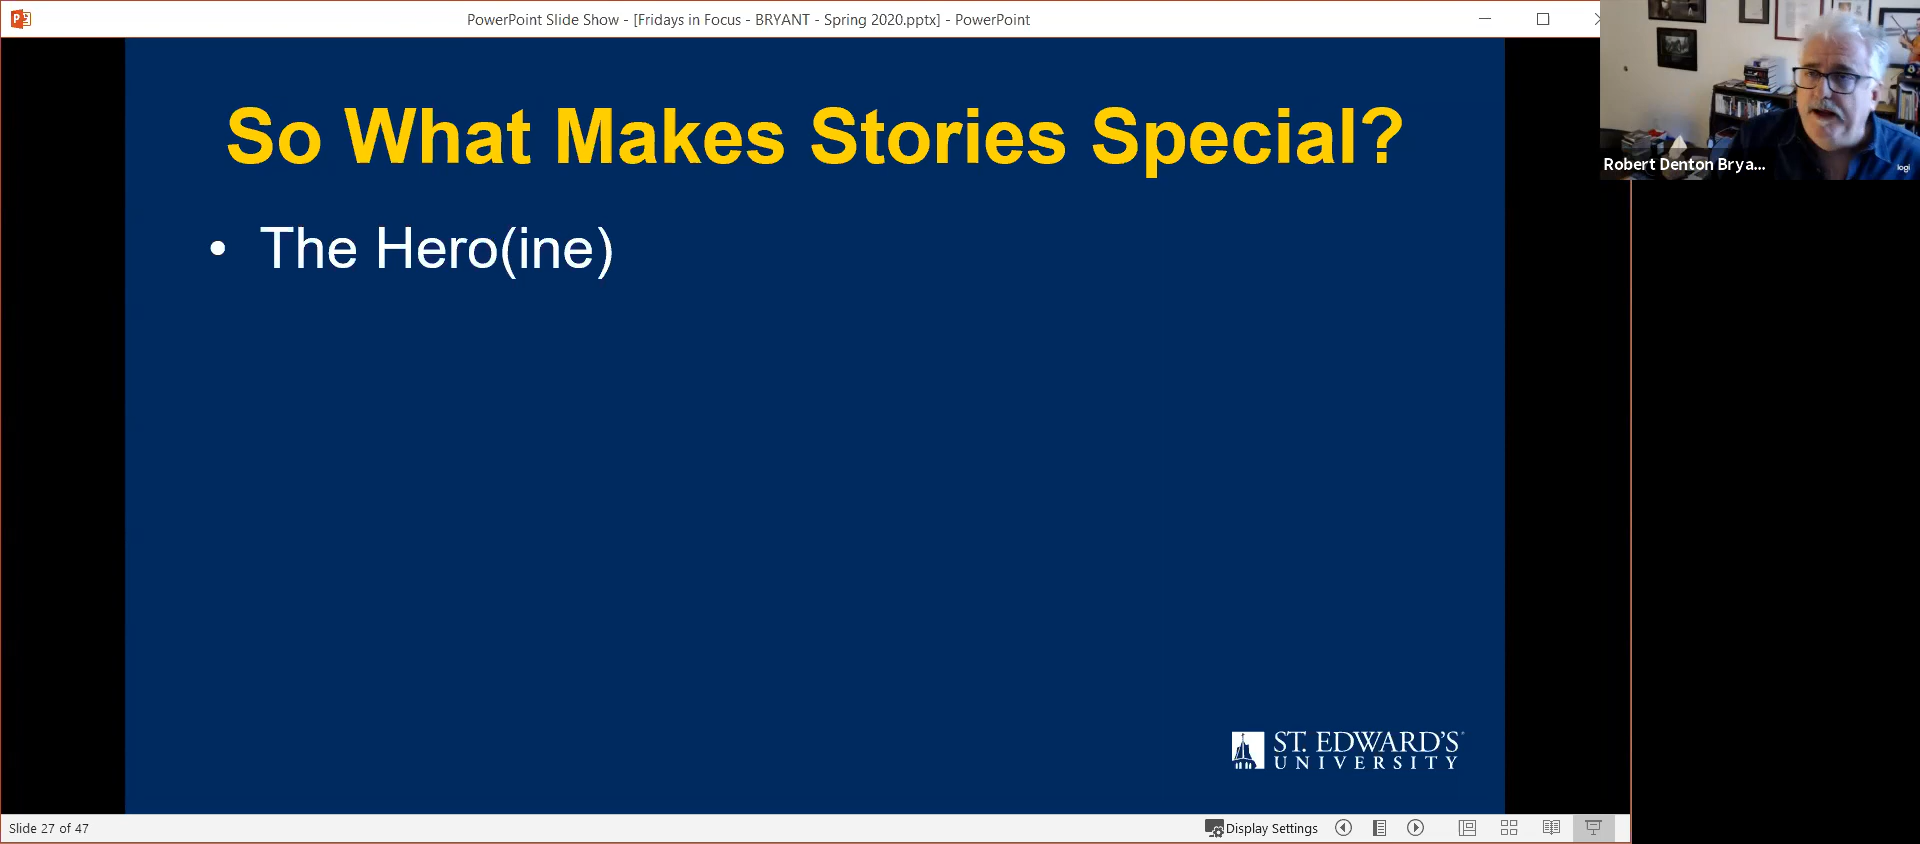 PowerPoint Slide Show - [Fridays in Focus - BRYANT - Spring 2020.pptx] - PowerPoint
So What Makes Stories Special?
• The Hero(ine)
Robert Denton Brya...
logi
ST. EDWARD'S
UNIVERSITY
Slide 27 of 47
Display Settings